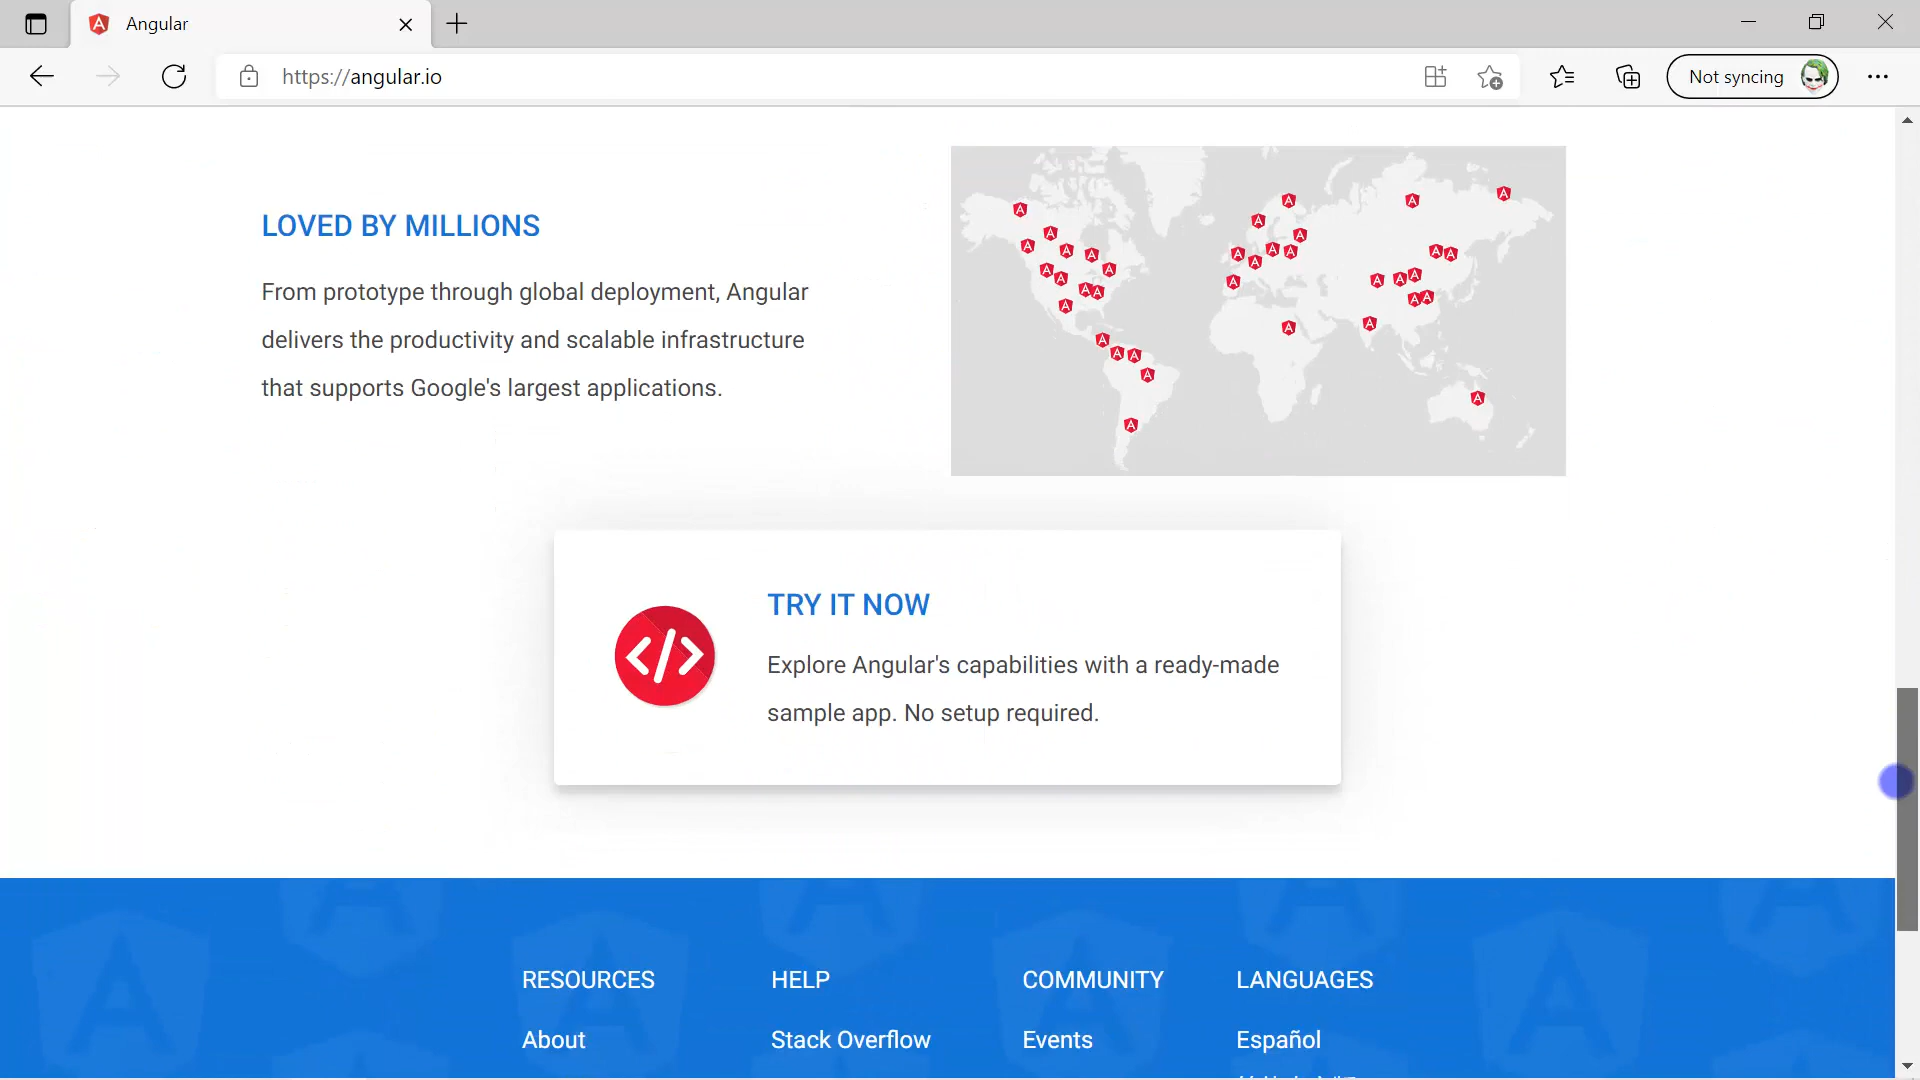 Angular
https://angular.io
Not syncing
LOVED BY MILLIONS
From prototype through global deployment, Angular
delivers the productivity and scalable infrastructure
that supports Google's largest applications.
TRY IT NOW
Explore Angular's capabilities with a ready-made
sample app. No setup required.
RESOURCES
HELP
COMMUNITY
LANGUAGES
About
Stack Overflow
Events
Español